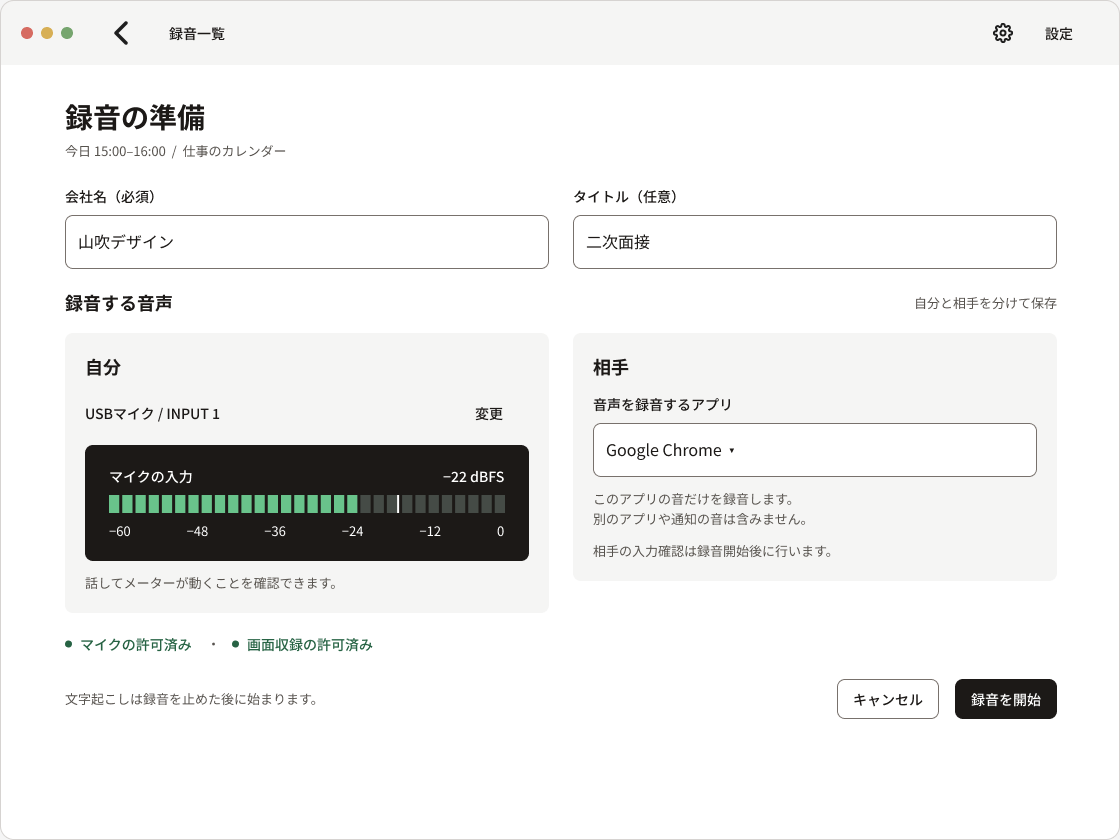 録音一覧
設定
録音の準備
今日 15:00–16:00 / 仕事のカレンダー
会社名（必須）
山吹デザイン
タイトル（任意）
二次面接
録音する音声
自分と相手を分けて保存
自分
USBマイク / INPUT 1
変更
マイクの入力
−22 dBFS
−60 −48 −36 −24 −12 0
話してメーターが動くことを確認できます。
相手
音声を録音するアプリ
Google Chrome ▾
このアプリの音だけを録音します。
別のアプリや通知の音は含みません。
相手の入力確認は録音開始後に行います。
マイクの許可済み ・ 画面収録の許可済み
文字起こしは録音を止めた後に始まります。
キャンセル
録音を開始